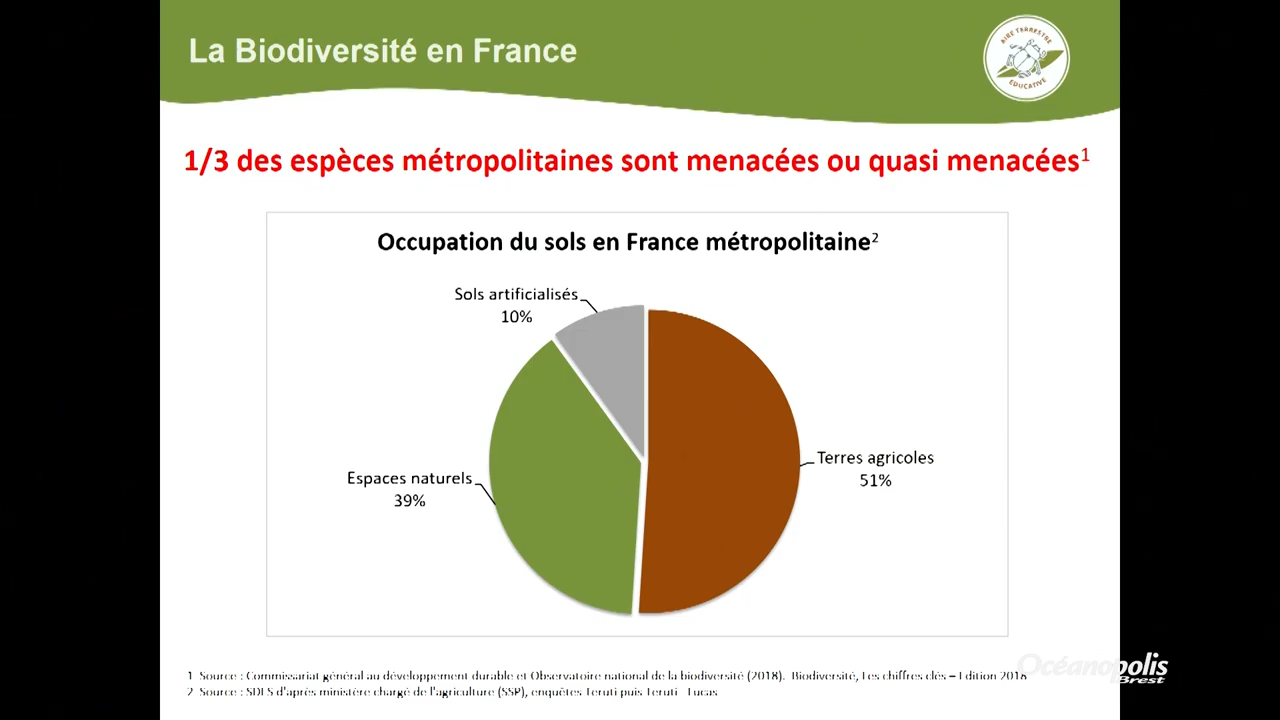 La Biodiversité en France
AIRE TERRESTRE
EDUCATIVE
1/3 des espèces métropolitaines sont menacées ou quasi menacées1
Occupation du sols en France métropolitaine2
Sols artificialisés
10%
Terres agricoles
51%
Espaces naturels
39%
1 Source : Commissariat général au développement durable et Observatoire national de la biodiversité (2018). Biodiversité, Les chiffres clés – Edition 2018
2 Source : SDES d'après ministère chargé de l'agriculture (SSP), enquêtes Teruti puis Teruti - Lucas
Océanopolis
Brest